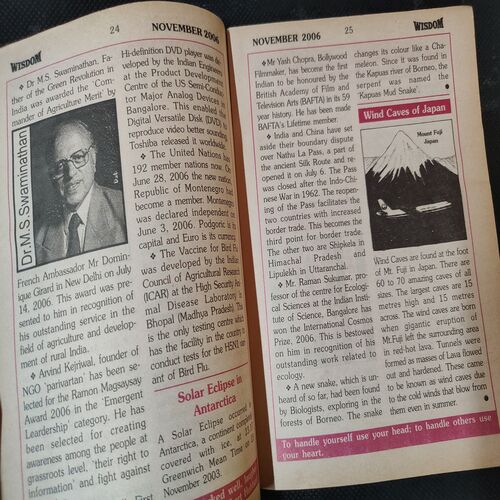 WISDOM
24
NOVEMBER 2006
❖ Dr M.S. Swaminathan, Fa-
ther of the Green Revolution in
India was awarded the 'Com-
mander of Agriculture Merit' by
Dr.M.S.Swaminathan
French Ambassador Mr Domin-
ique Girard in New Delhi on July
14, 2006. This award was pre-
sented to him in recognition of
his outstanding service in the
field of agriculture and develop-
ment of rural India.
❖ Arvind Kejriwal, founder of
NGO 'parivartan' has been se-
lected for the Ramon Magsaysay
Award 2006 in the 'Emergent
Leardership' category. He has
been selected for creating
awareness among the people at
grassroots level, 'their right to
information' and fight against
Hi-definition DVD player was de-
veloped by the Indian Engineers
at the Product Development
Centre of the US Semi-Conduc-
tor Major Analog Devices in
Bangalore. This enabled the
Digital Versatile Disk (DVD) to
reproduce video better sounding.
Toshiba released it worldwide.
❖ The United Nations has
192 member nations now. On
June 28, 2006 the new nation
Republic of Montenegro had
become a member. Montenegro
was declared independent on
June 3, 2006. Podgoric is its
capital and Euro is its currency.
❖ The Vaccine for Bird Flu
was developed by the Indian
Council of Agricultural Research
(ICAR) at the High Security Ani-
mal Disease Laboratory in
Bhopal (Madhya Pradesh). This
is the only testing centre which
has the facility in the country to
conduct tests for the H5NI vari-
ant of Bird Flu.
Solar Eclipse in
Antarctica
A Solar Eclipse occurred in
Antarctica, a continent
covered with ice, at
Greenwich Mean Time on
November 2003.
NOVEMBER 2006
25
WISDOM
❖ Mr Yash Chopra, Bollywood
Filmmaker, has become the first
Indian to be honoured by the
British Academy of Film and
Television Arts (BAFTA) in its 59
year history. He has been made
BAFTA's Lifetime member.
❖ India and China have set
aside their boundary dispute
over Nathu La Pass, a part of
the ancient Silk Route and re-
opened it on July 6. The Pass
was closed after the Indo-Chi-
nese War in 1962. The reopen-
ing of the Pass facilitates the
two countries with increased
border trade. This becomes the
third point for border trade.
The other two are Shipkela in
Himachal Pradesh and
Lipulekh in Uttaranchal.
❖ Mr. Raman Sukumar, pro-
fessor of the centre for Ecologi-
cal Sciences at the Indian Insti-
tute of Science, Bangalore has
won the International Cosmos
Prize, 2006. This is bestowed
on him in recognition of his
outstanding work related to
ecology.
❖ A new snake, which is un-
heard of so far, had been found
by Biologists, exploring in the
forests of Borneo. The snake
changes its colour like a Cha-
meleon. Since it was found in
the Kapuas river of Borneo, the
serpent was named the
'Kapuas Mud Snake'.
Wind Caves of Japan
Mount Fuji
Japan
Wind Caves are found at the foot
of Mt. Fuji in Japan. There are
60 to 70 amazing caves of all
sizes. The largest caves are 15
metres high and 15 metres
across. The wind caves are born
when gigantic eruption of
Mt.Fuji left the surrounding area
in red-hot lava. Tunnels were
formed as masses of Lava flowed
out and hardened. These came
to be known as wind caves due
to the cold winds that blow from
them even in summer.
To handle yourself use your head; to handle others use
your heart.